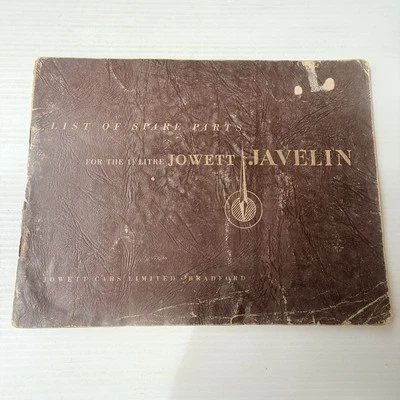 LIST OF SPARE PARTS
FOR THE 1½ LITRE JOWETT JAVELIN
JOWETT CARS LIMITED · BRADFORD